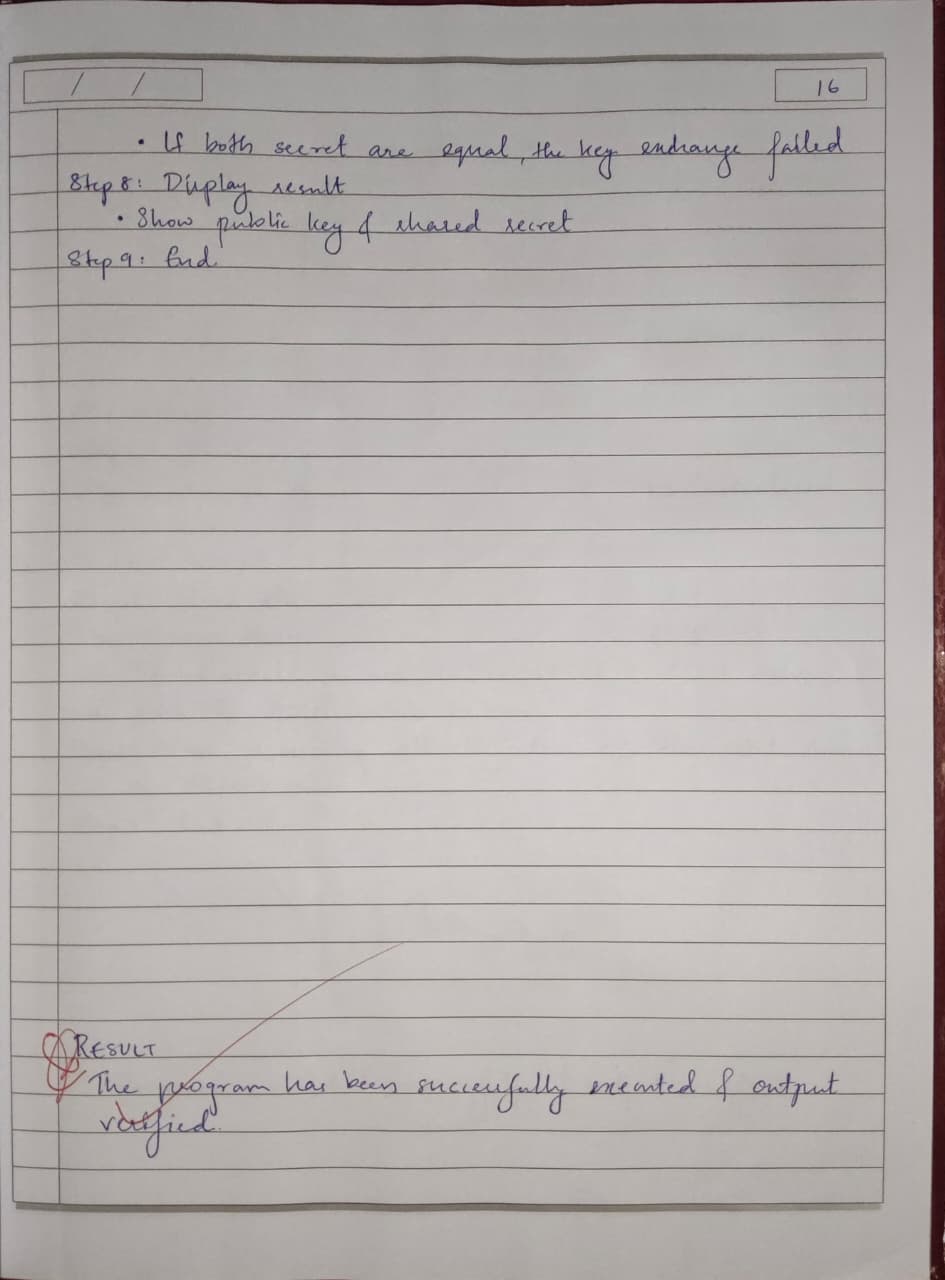 / /
16
• If both secret are equal, the key exchange failed
Step 8: Display result
• Show public key & shared secret
Step 9: End.
RESULT
The program has been successfully executed & output
verified.